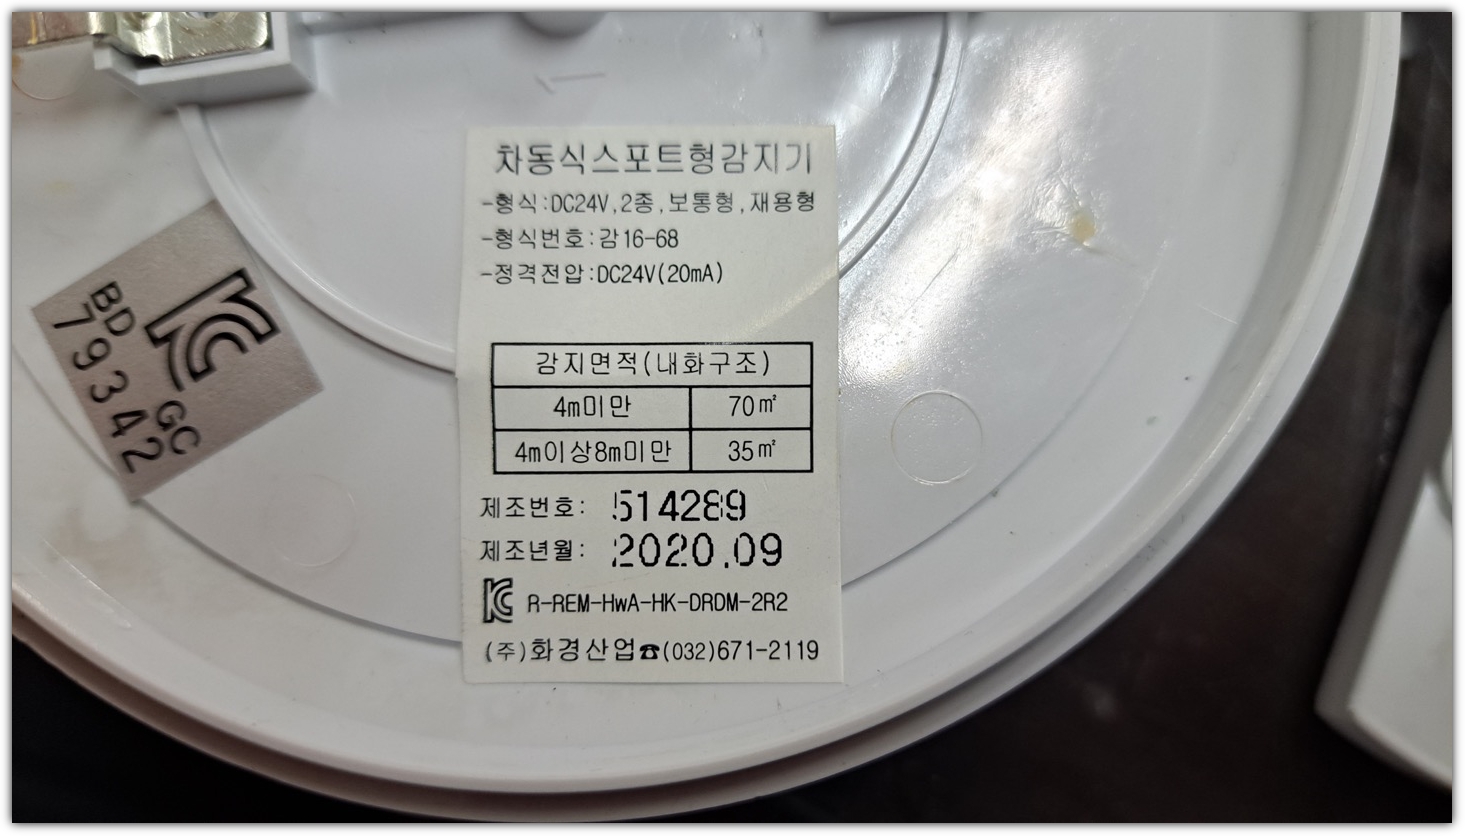 차동식스포트형감지기
-형식:DC24V,2종,보통형,재용형
-형식번호:감16-68
-정격전압:DC24V(20mA)
감지면적(내화구조)
4m미만 70㎡
4m이상8m미만 35㎡
제조번호: 514289
제조년월: 2020.09
R-REM-HwA-HK-DRDM-2R2
(주)화경산업☎(032)671-2119
BD GC
79342